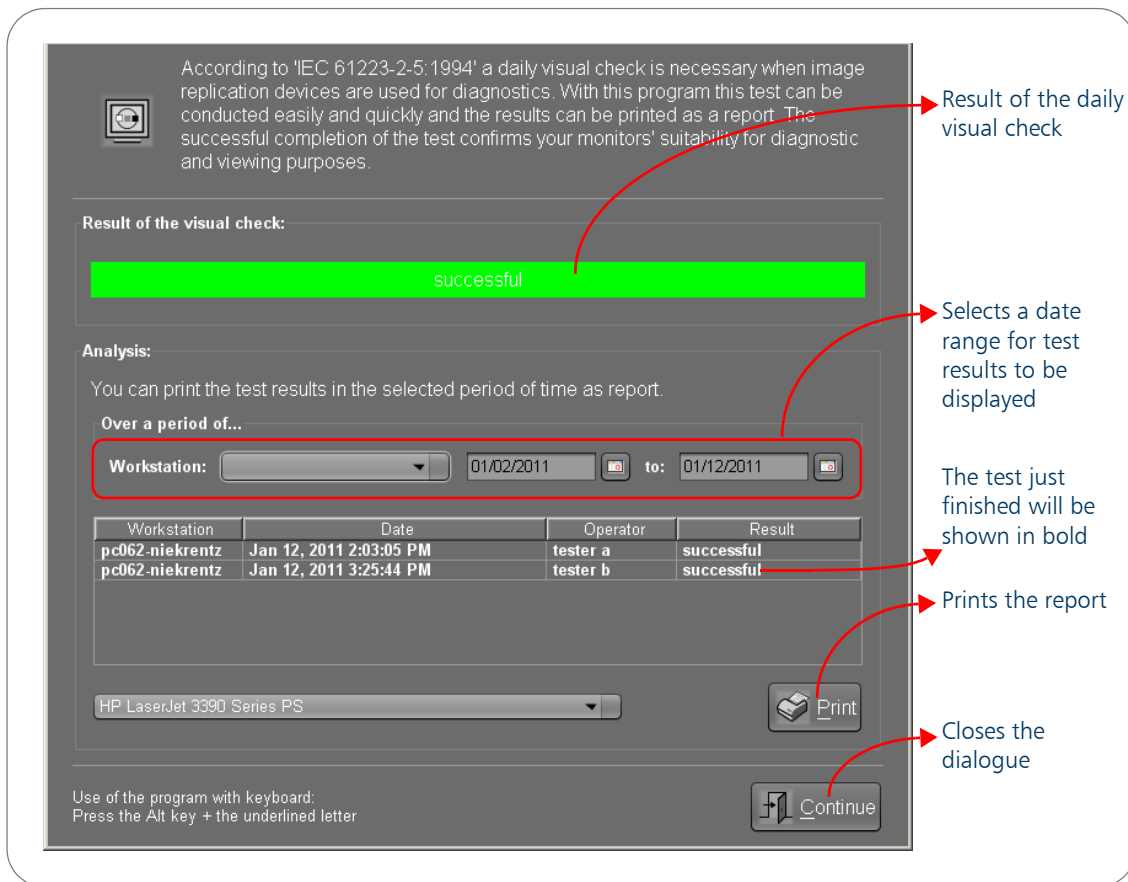 According to 'IEC 61223-2-5:1994' a daily visual check is necessary when image
replication devices are used for diagnostics. With this program this test can be
conducted easily and quickly and the results can be printed as a report. The
successful completion of the test confirms your monitors' suitability for diagnostic
and viewing purposes.
Result of the daily
visual check
Result of the visual check:
successful
Selects a date
range for test
results to be
displayed
Analysis:
You can print the test results in the selected period of time as report.
Over a period of...
Workstation: 01/02/2011 to: 01/12/2011
The test just
finished will be
shown in bold
Workstation Date Operator Result
pc062-niekrentz Jan 12, 2011 2:03:05 PM tester a successful
pc062-niekrentz Jan 12, 2011 3:25:44 PM tester b successful
Prints the report
HP LaserJet 3390 Series PS
Print
Closes the
dialogue
Use of the program with keyboard:
Press the Alt key + the underlined letter
Continue